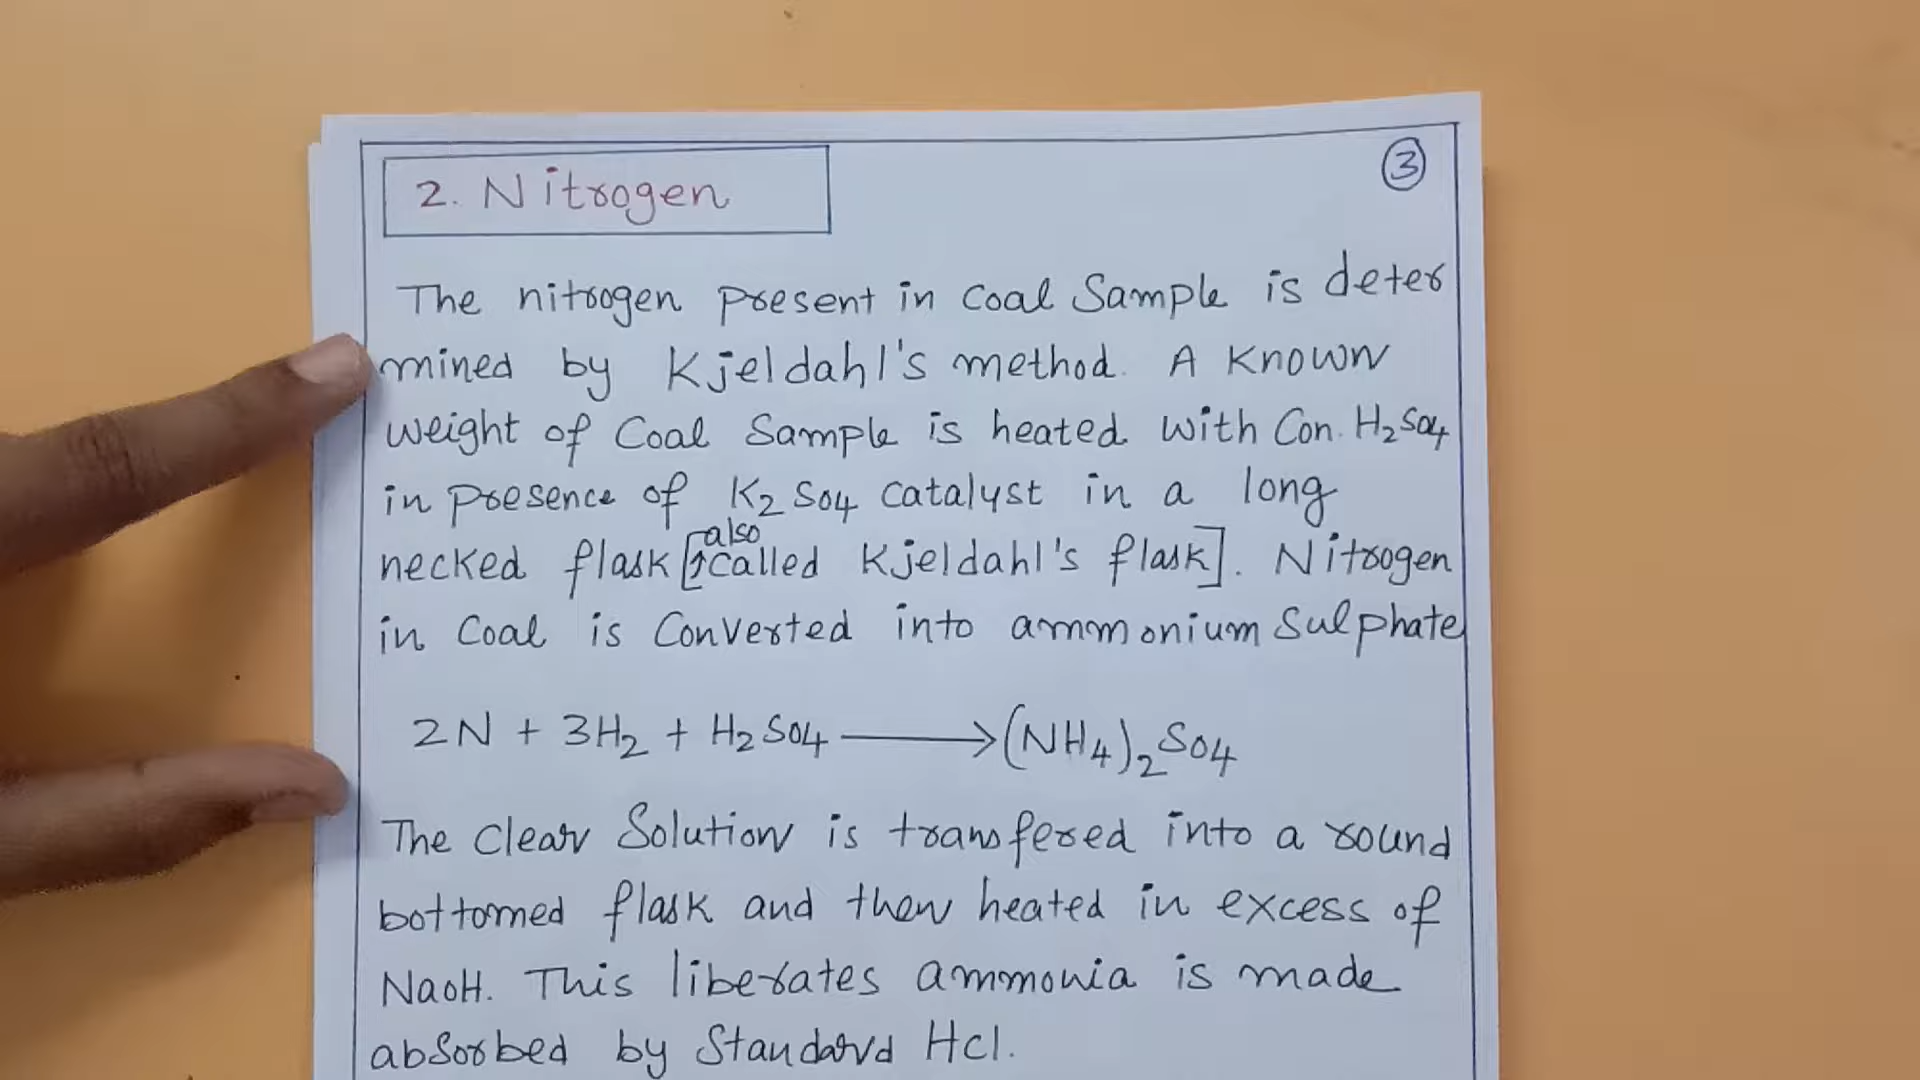 2. Nitrogen
3
The nitrogen present in coal Sample is deter
mined by Kjeldahl's method. A known
weight of Coal Sample is heated with Con. H₂SO₄
in presence of K₂SO₄ catalyst in a long
necked flask [also called Kjeldahl's flask]. Nitrogen
in Coal is Converted into ammonium Sulphate
2N + 3H₂ + H₂SO₄ ⟶ (NH₄)₂SO₄
The Clear Solution is transfered into a round
bottomed flask and then heated in excess of
NaOH. This liberates ammonia is made
absorbed by Standard Hcl.